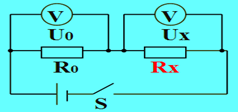 V V
U₀ Ux
R₀ Rx
S